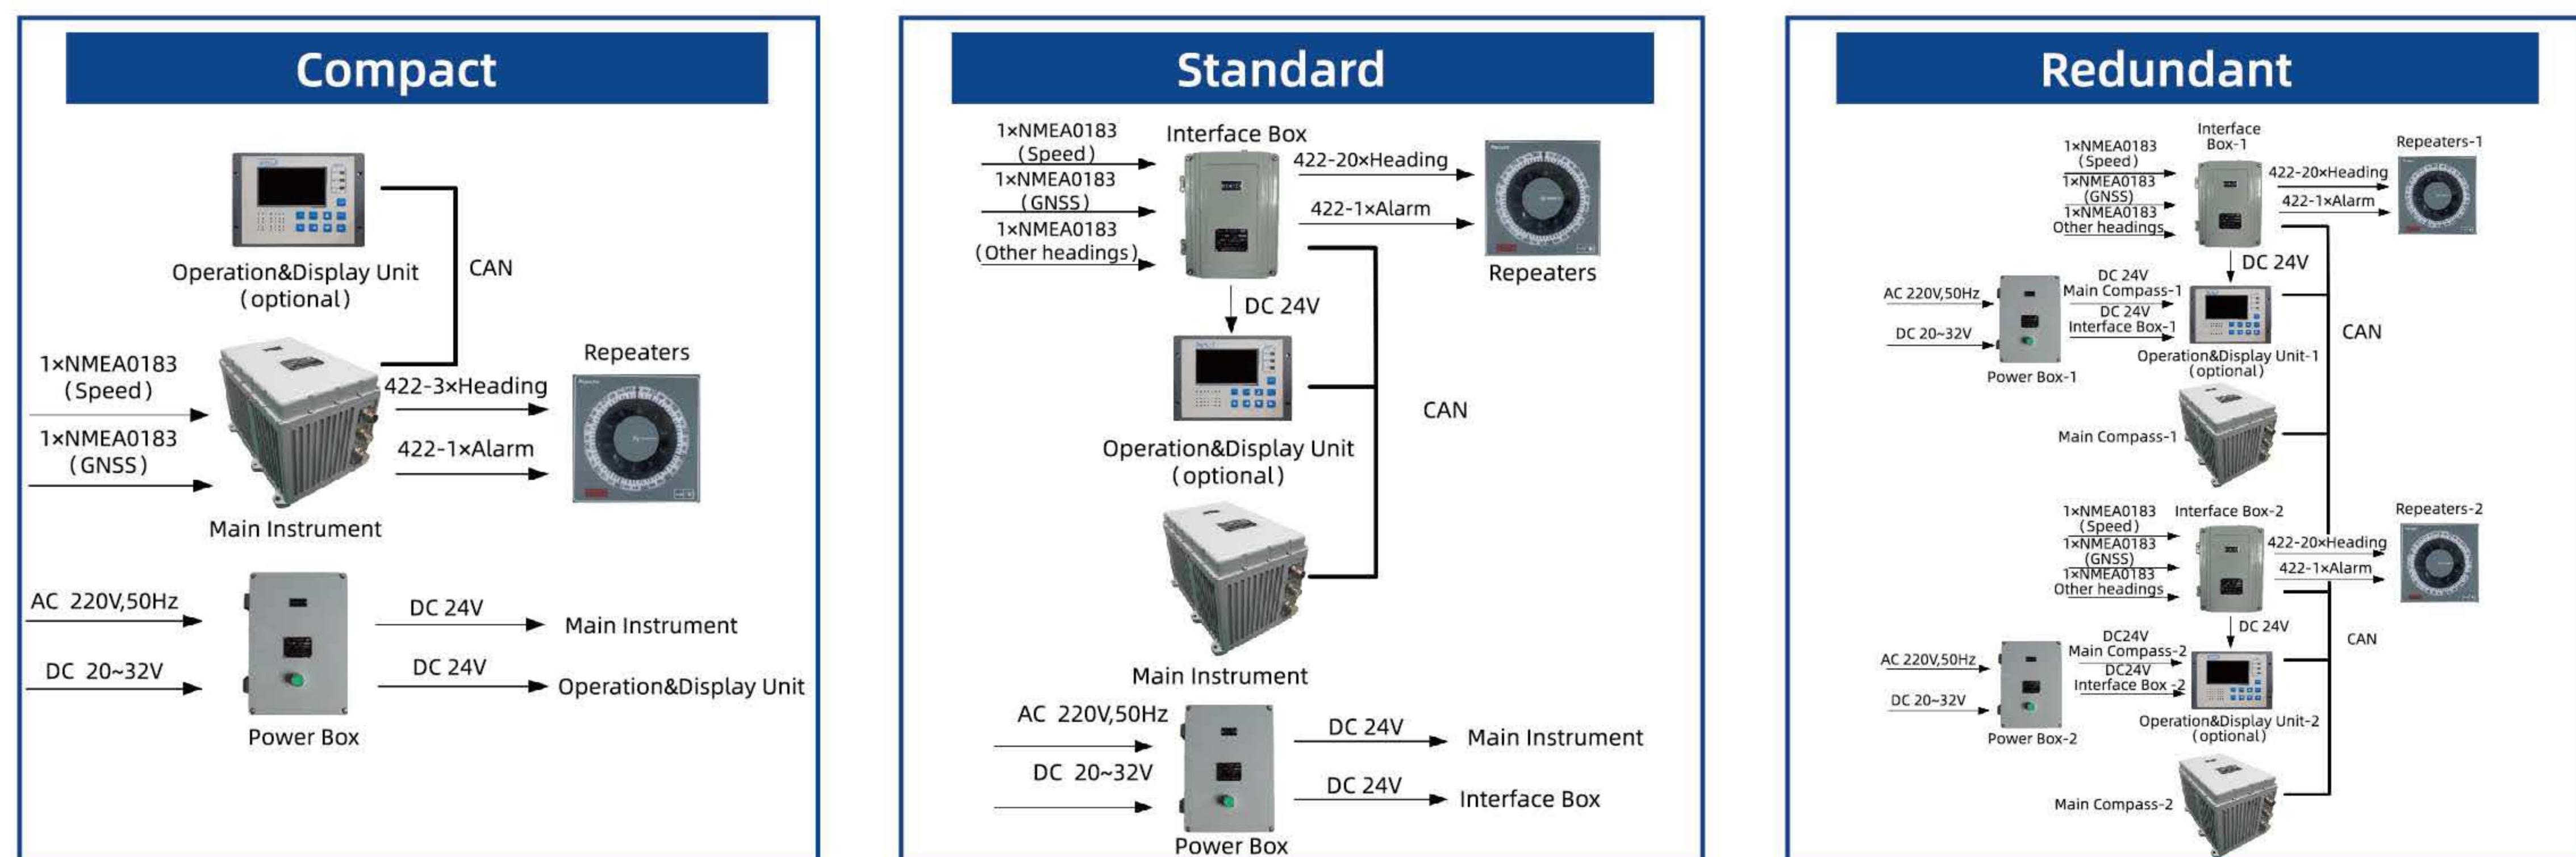 Compact
Operation&Display Unit
(optional)
CAN
1×NMEA0183
(Speed)
1×NMEA0183
(GNSS)
Main Instrument
422-3×Heading
422-1×Alarm
Repeaters
AC 220V,50Hz
DC 20~32V
Power Box
DC 24V
Main Instrument
DC 24V
Operation&Display Unit
Standard
1×NMEA0183
(Speed)
1×NMEA0183
(GNSS)
1×NMEA0183
(Other headings)
Interface Box
422-20×Heading
422-1×Alarm
Repeaters
DC 24V
Operation&Display Unit
(optional)
CAN
Main Instrument
AC 220V,50Hz
DC 20~32V
Power Box
DC 24V
Main Instrument
DC 24V
Interface Box
Redundant
1×NMEA0183
(Speed)
1×NMEA0183
(GNSS)
1×NMEA0183
Other headings
Interface
Box-1
422-20×Heading
422-1×Alarm
Repeaters-1
DC 24V
AC 220V,50Hz
DC 20~32V
Power Box-1
DC 24V
Main Compass-1
DC 24V
Interface Box-1
Operation&Display Unit-1
(optional)
CAN
Main Compass-1
1×NMEA0183
(Speed)
1×NMEA0183
(GNSS)
1×NMEA0183
Other headings
Interface Box-2
422-20×Heading
422-1×Alarm
Repeaters-2
DC 24V
AC 220V,50Hz
DC 20~32V
Power Box-2
DC24V
Main Compass-2
DC24V
Interface Box -2
Operation&Display Unit-2
(optional)
CAN
Main Compass-2